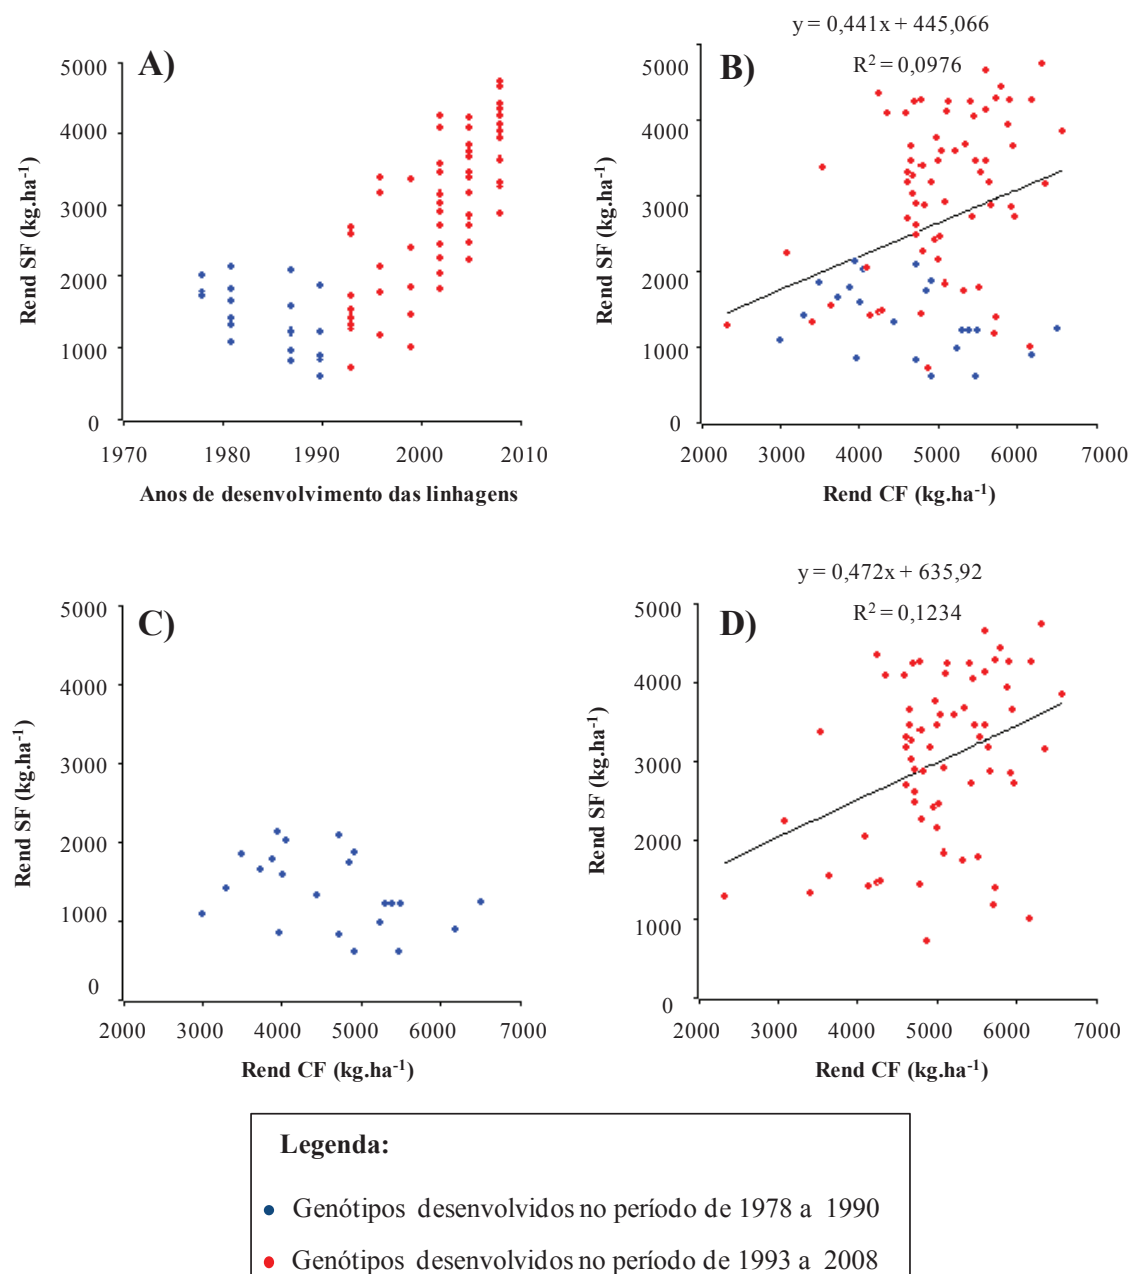 A)
5000
4000
3000
2000
1000
0
1970 1980 1990 2000 2010
Rend SF (kg.ha-1)
Anos de desenvolvimento das linhagens
y = 0,441x + 445,066
R² = 0,0976
B)
5000
4000
3000
2000
1000
0
2000 3000 4000 5000 6000 7000
Rend SF (kg.ha-1)
Rend CF (kg.ha-1)
C)
5000
4000
3000
2000
1000
0
2000 3000 4000 5000 6000 7000
Rend SF (kg.ha-1)
Rend CF (kg.ha-1)
y = 0,472x + 635,92
R² = 0,1234
D)
5000
4000
3000
2000
1000
0
2000 3000 4000 5000 6000 7000
Rend SF (kg.ha-1)
Rend CF (kg.ha-1)
Legenda:
Genótipos desenvolvidos no período de 1978 a 1990
Genótipos desenvolvidos no período de 1993 a 2008